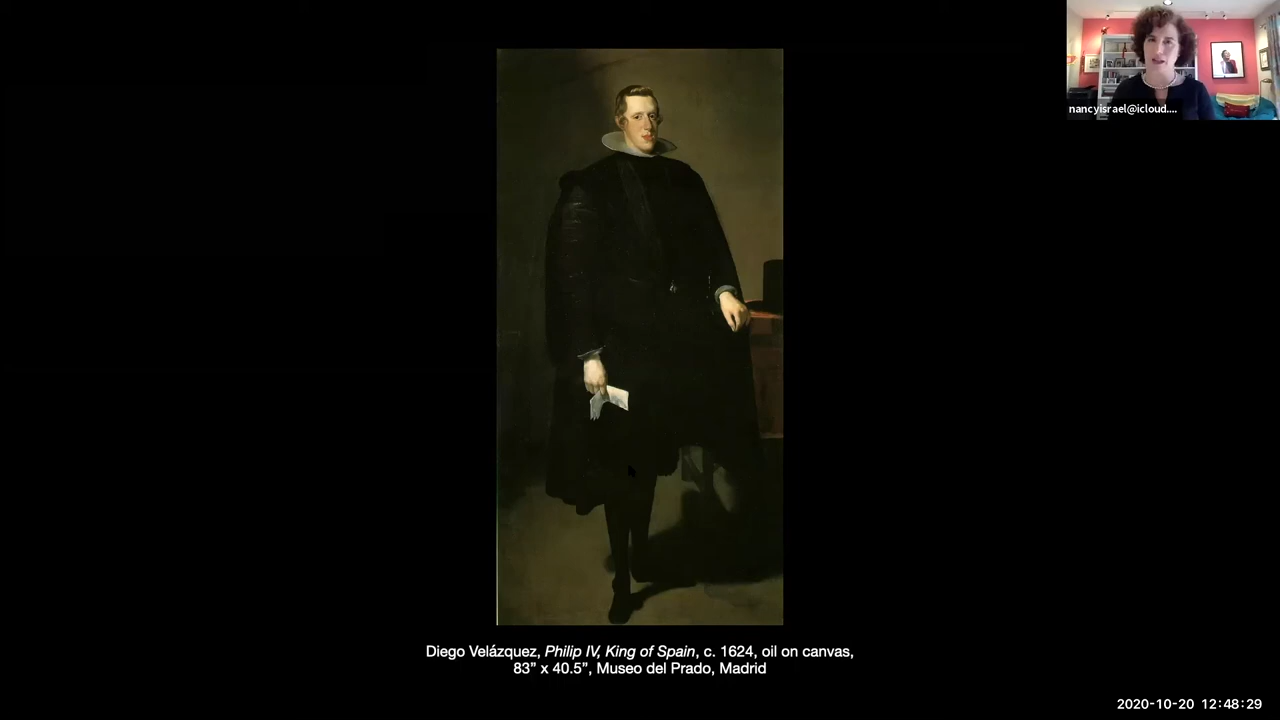 nancyisrael@icloud....
Diego Velázquez, Philip IV, King of Spain, c. 1624, oil on canvas,
83” x 40.5”, Museo del Prado, Madrid
2020-10-20 12:48:29